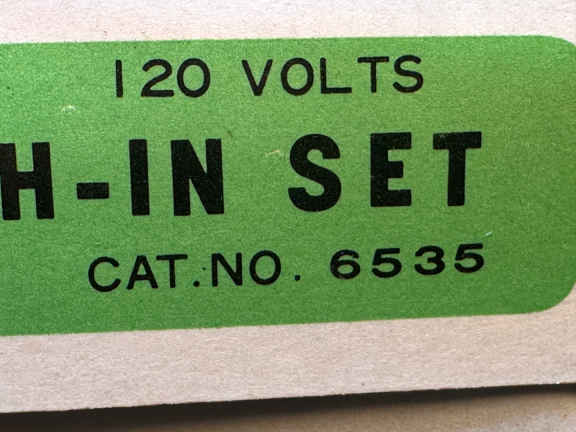 120 VOLTS
H-IN SET
CAT.NO. 6535